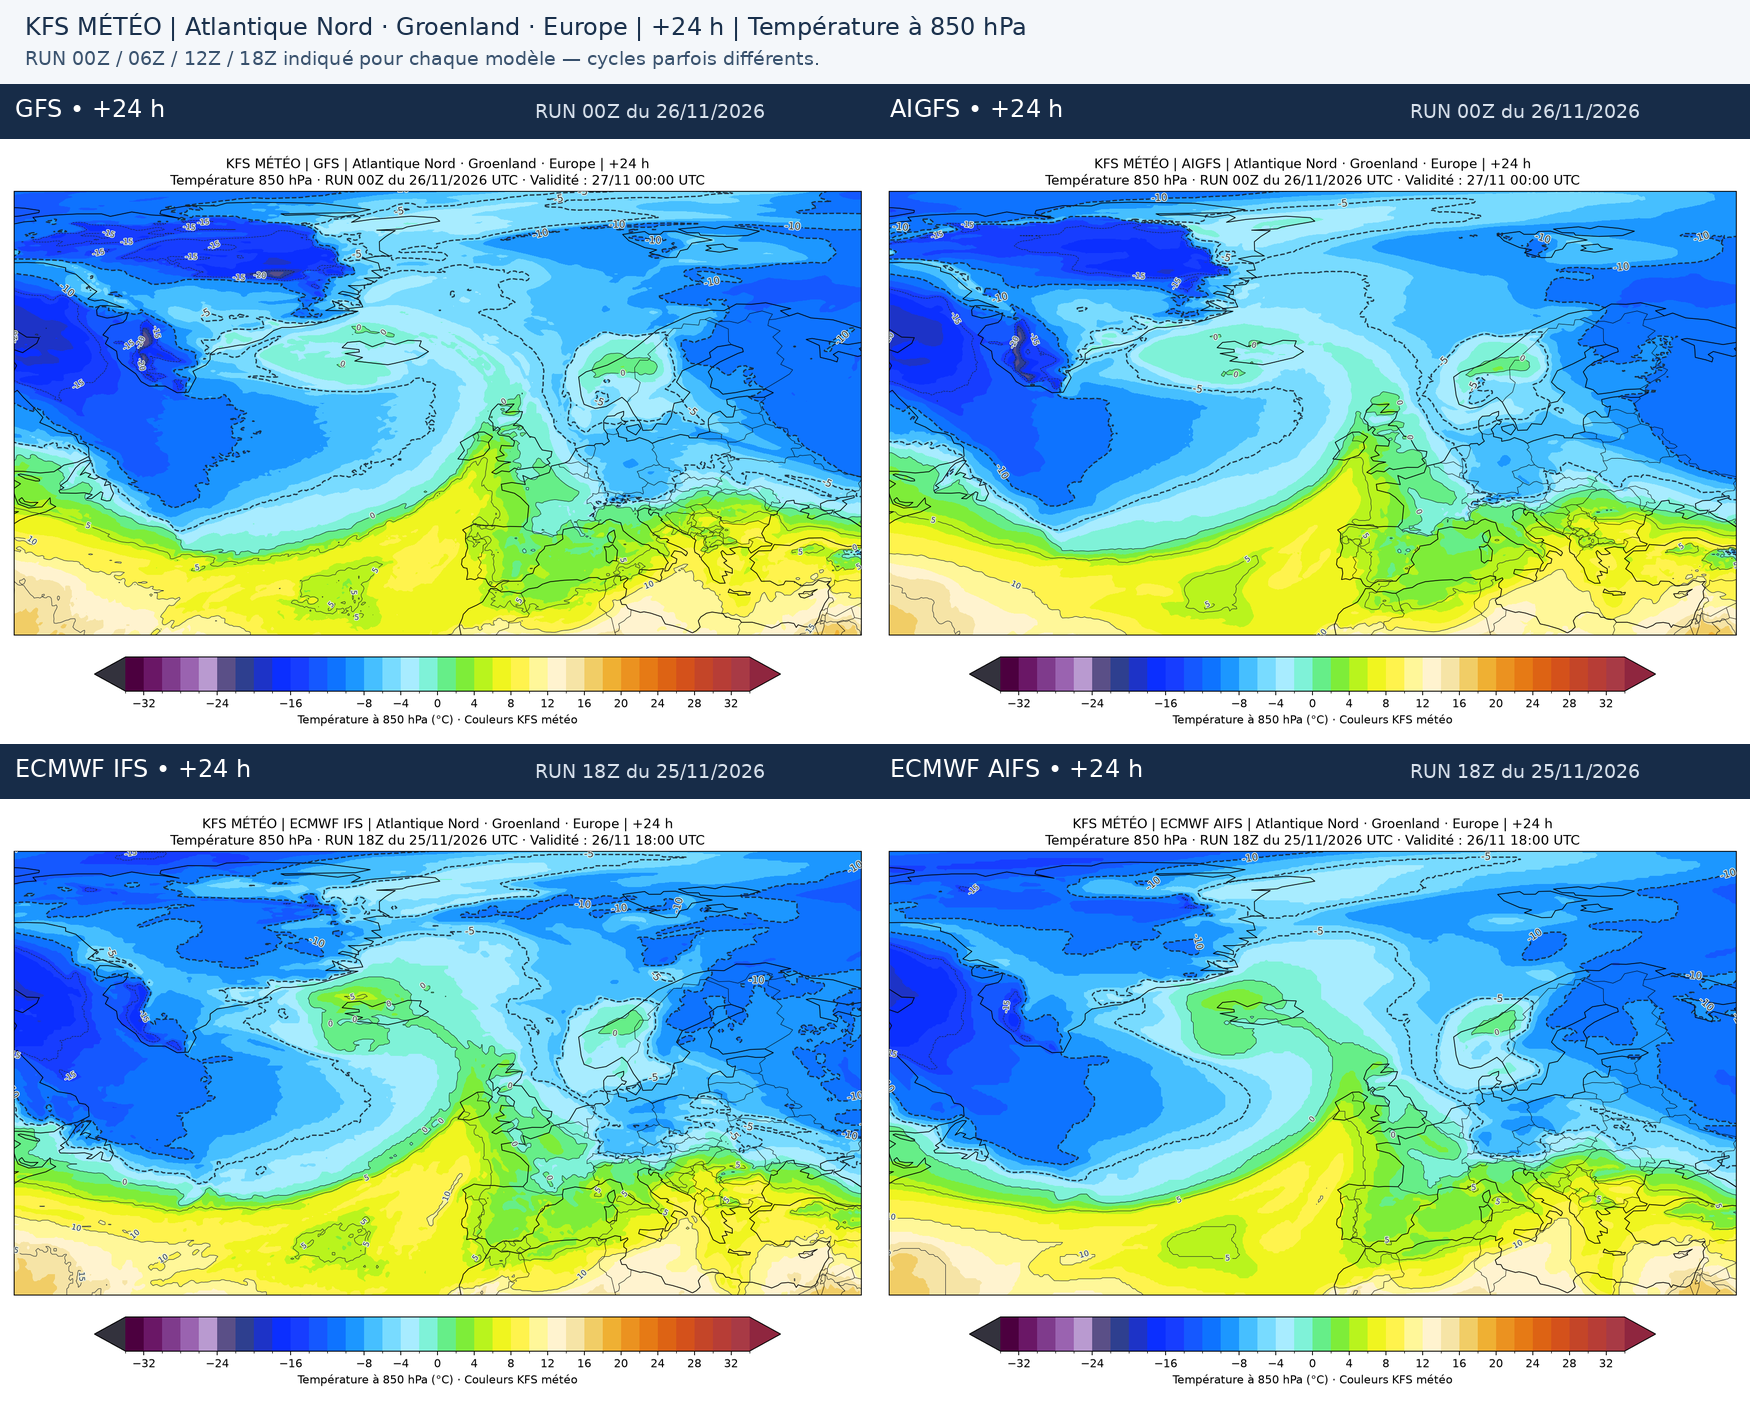 KFS MÉTÉO | Atlantique Nord · Groenland · Europe | +24 h | Température à 850 hPa
RUN 00Z / 06Z / 12Z / 18Z indiqué pour chaque modèle — cycles parfois différents.
GFS • +24 h
RUN 00Z du 26/11/2026
AIGFS • +24 h
RUN 00Z du 26/11/2026
KFS MÉTÉO | GFS | Atlantique Nord · Groenland · Europe | +24 h
Température 850 hPa · RUN 00Z du 26/11/2026 UTC · Validité : 27/11 00:00 UTC
KFS MÉTÉO | AIGFS | Atlantique Nord · Groenland · Europe | +24 h
Température 850 hPa · RUN 00Z du 26/11/2026 UTC · Validité : 27/11 00:00 UTC
−32 −24 −16 −8 −4 0 4 8 12 16 20 24 28 32
Température à 850 hPa (°C) · Couleurs KFS météo
−32 −24 −16 −8 −4 0 4 8 12 16 20 24 28 32
Température à 850 hPa (°C) · Couleurs KFS météo
ECMWF IFS • +24 h
RUN 18Z du 25/11/2026
ECMWF AIFS • +24 h
RUN 18Z du 25/11/2026
KFS MÉTÉO | ECMWF IFS | Atlantique Nord · Groenland · Europe | +24 h
Température 850 hPa · RUN 18Z du 25/11/2026 UTC · Validité : 26/11 18:00 UTC
KFS MÉTÉO | ECMWF AIFS | Atlantique Nord · Groenland · Europe | +24 h
Température 850 hPa · RUN 18Z du 25/11/2026 UTC · Validité : 26/11 18:00 UTC
−32 −24 −16 −8 −4 0 4 8 12 16 20 24 28 32
Température à 850 hPa (°C) · Couleurs KFS météo
−32 −24 −16 −8 −4 0 4 8 12 16 20 24 28 32
Température à 850 hPa (°C) · Couleurs KFS météo